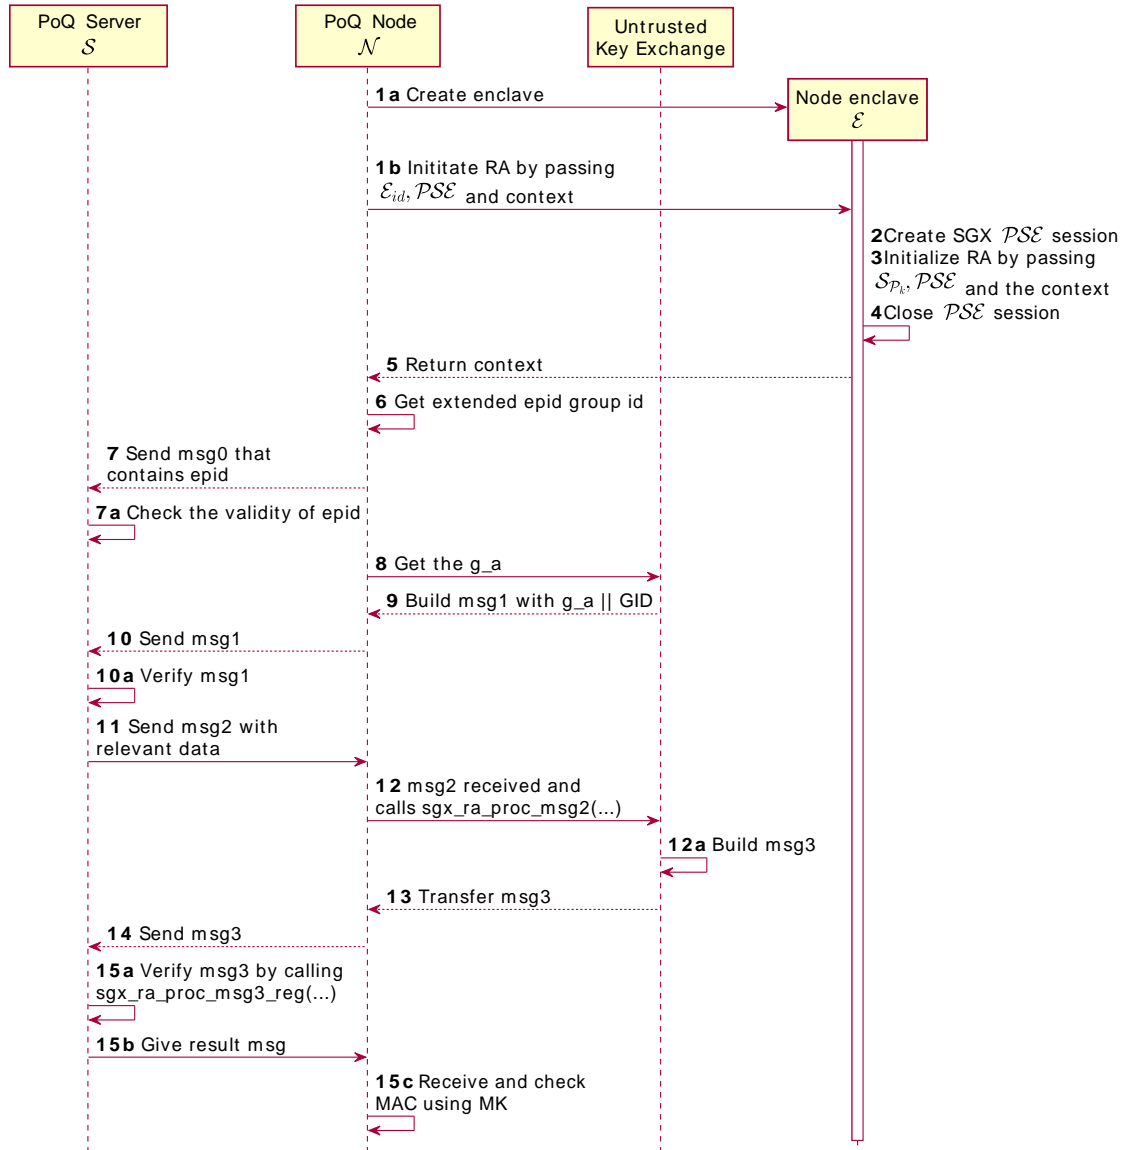 PoQ Server
𝒮
PoQ Node
𝒩
Untrusted
Key Exchange
1a Create enclave
Node enclave
ℰ
1b Inititate RA by passing
ℰ_{id}, 𝒫𝒮ℰ and context
2Create SGX 𝒫𝒮ℰ session
3Initialize RA by passing
𝒮_{𝒫_k}, 𝒫𝒮ℰ and the context
4Close 𝒫𝒮ℰ session
5 Return context
6 Get extended epid group id
7 Send msg0 that
contains epid
7a Check the validity of epid
8 Get the g_a
9 Build msg1 with g_a || GID
10 Send msg1
10a Verify msg1
11 Send msg2 with
relevant data
12 msg2 received and
calls sgx_ra_proc_msg2(...)
12a Build msg3
13 Transfer msg3
14 Send msg3
15a Verify msg3 by calling
sgx_ra_proc_msg3_reg(...)
15b Give result msg
15c Receive and check
MAC using MK